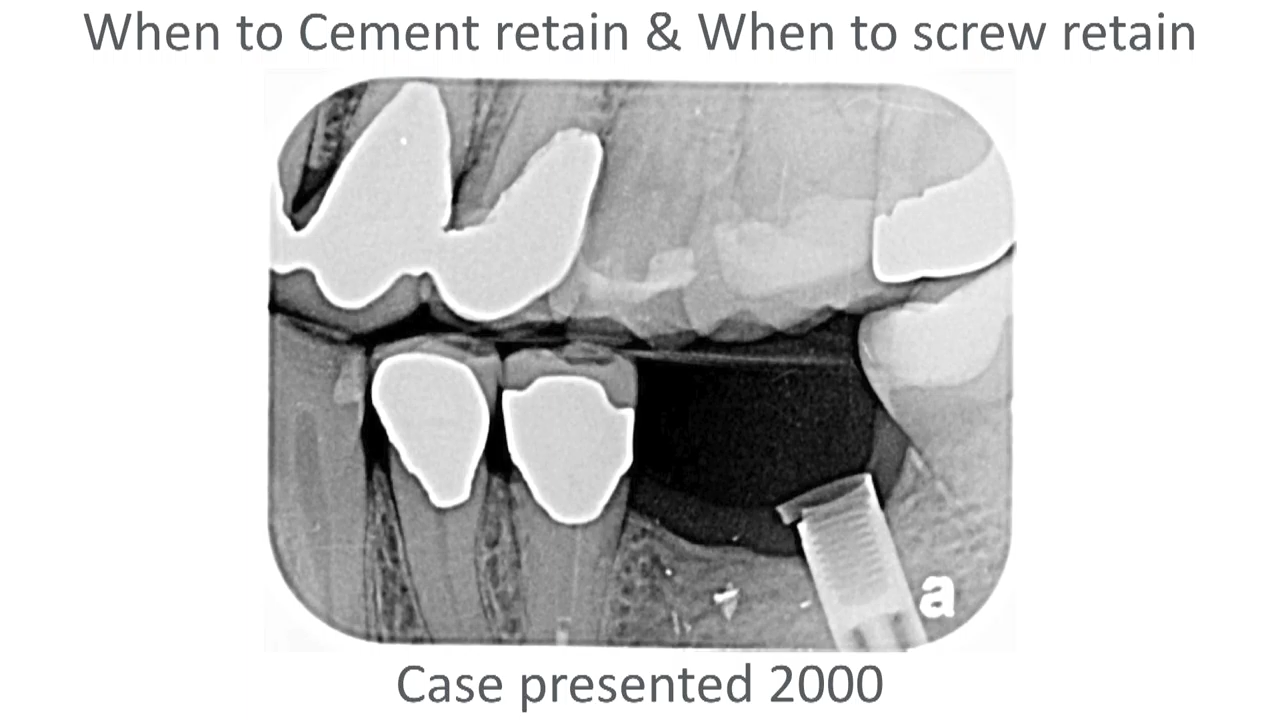 When to Cement retain & When to screw retain
a
Case presented 2000